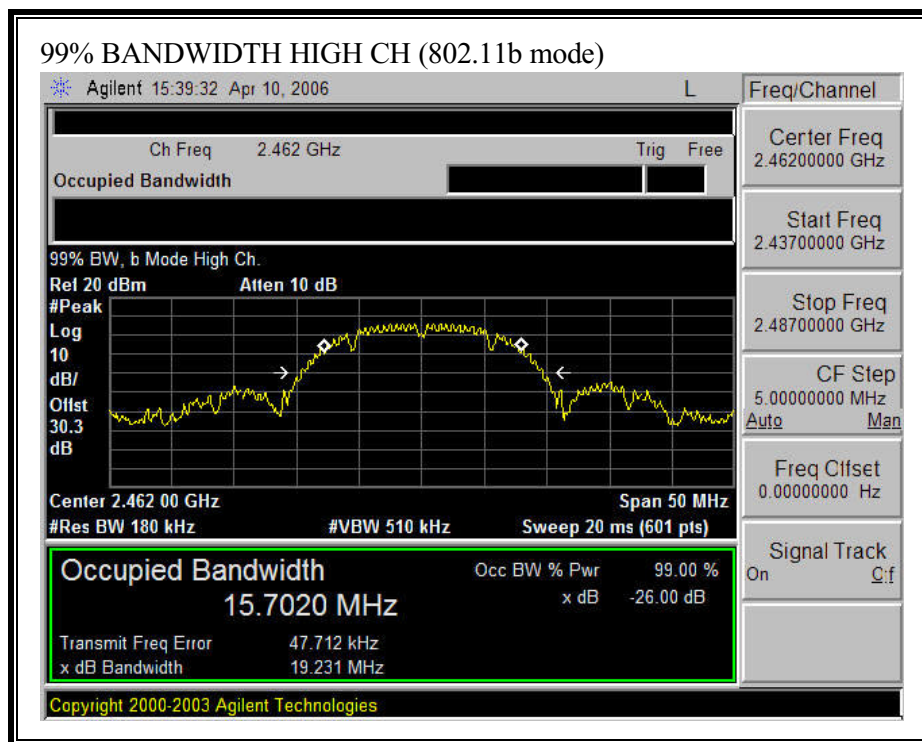 99% BANDWIDTH HIGH CH (802.11b mode)
Agilent 15:39:32 Apr 10, 2006 L
Freq/Channel
Ch Freq 2.462 GHz Trig Free
Occupied Bandwidth
Center Freq
2.46200000 GHz
Start Freq
2.43700000 GHz
Stop Freq
2.48700000 GHz
CF Step
5.00000000 MHz
Auto Man
Freq Offset
0.00000000 Hz
Signal Track
On Off
99% BW, b Mode High Ch.
Ref 20 dBm Atten 10 dB
#Peak
Log
10
dB/
Offst
30.3
dB
Center 2.462 00 GHz Span 50 MHz
#Res BW 180 kHz #VBW 510 kHz Sweep 20 ms (601 pts)
Occupied Bandwidth
15.7020 MHz
Occ BW % Pwr 99.00 %
x dB -26.00 dB
Transmit Freq Error 47.712 kHz
x dB Bandwidth 19.231 MHz
Copyright 2000-2003 Agilent Technologies